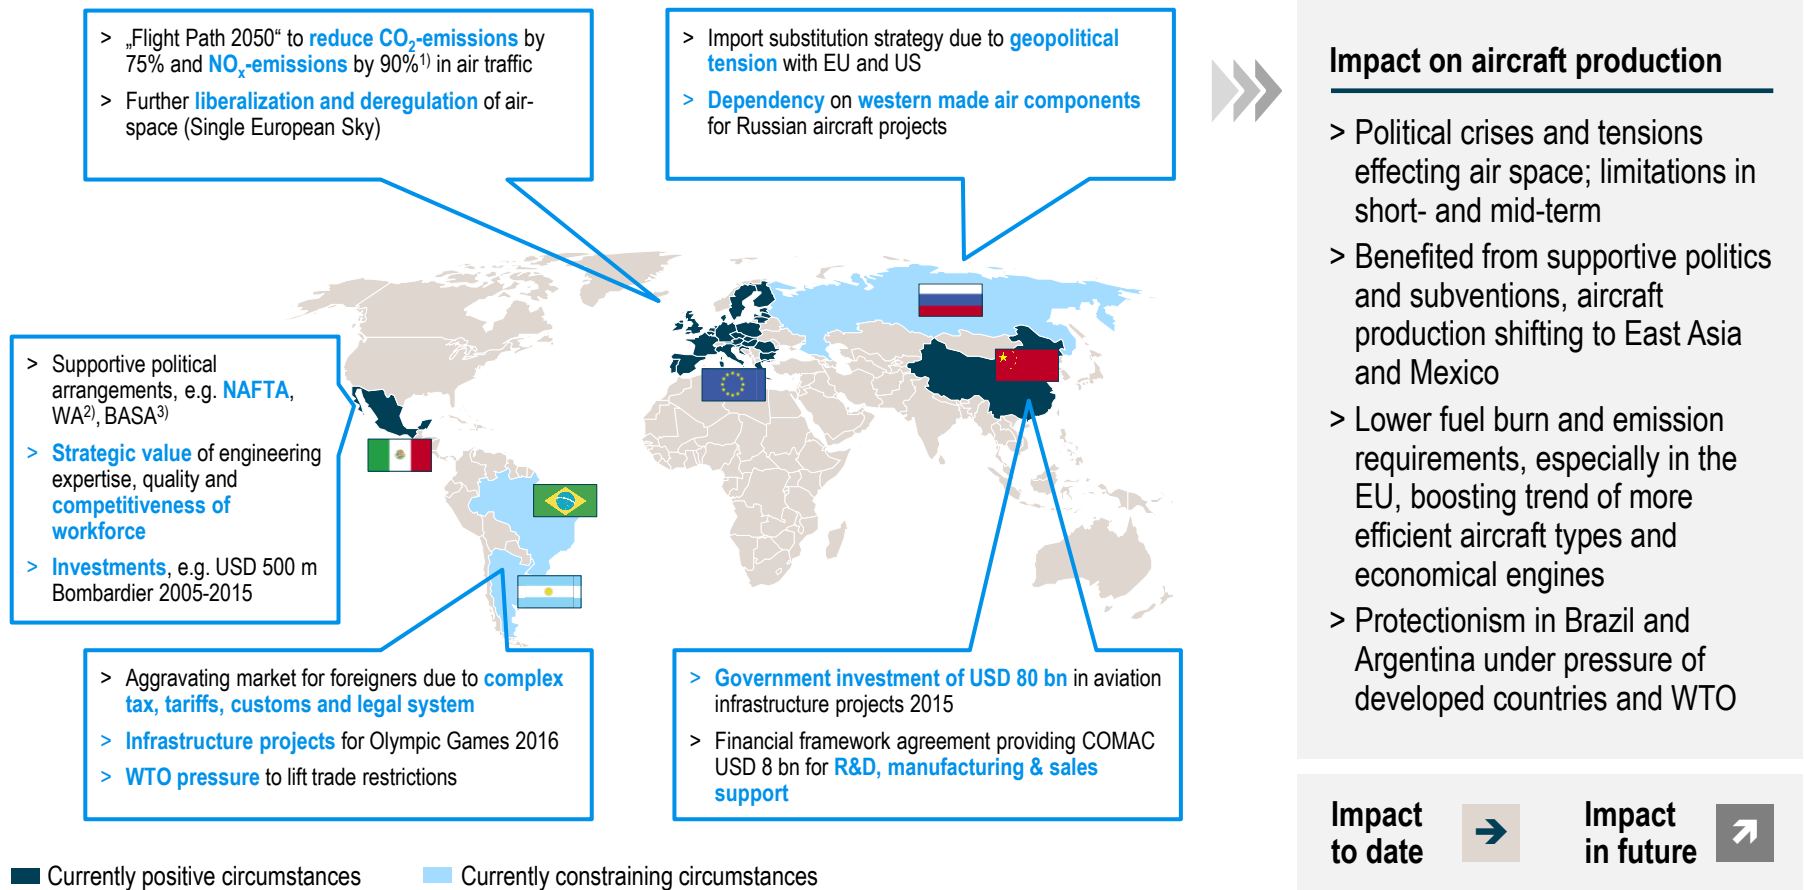 > „Flight Path 2050“ to reduce CO2-emissions by
75% and NOx-emissions by 90%1) in air traffic
> Further liberalization and deregulation of air-
space (Single European Sky)
> Import substitution strategy due to geopolitical
tension with EU and US
> Dependency on western made air components
for Russian aircraft projects
> Supportive political
arrangements, e.g. NAFTA,
WA2), BASA3)
> Strategic value of engineering
expertise, quality and
competitiveness of
workforce
> Investments, e.g. USD 500 m
Bombardier 2005-2015
> Aggravating market for foreigners due to complex
tax, tariffs, customs and legal system
> Infrastructure projects for Olympic Games 2016
> WTO pressure to lift trade restrictions
> Government investment of USD 80 bn in aviation
infrastructure projects 2015
> Financial framework agreement providing COMAC
USD 8 bn for R&D, manufacturing & sales
support
Currently positive circumstances
Currently constraining circumstances
Impact on aircraft production
> Political crises and tensions
effecting air space; limitations in
short- and mid-term
> Benefited from supportive politics
and subventions, aircraft
production shifting to East Asia
and Mexico
> Lower fuel burn and emission
requirements, especially in the
EU, boosting trend of more
efficient aircraft types and
economical engines
> Protectionism in Brazil and
Argentina under pressure of
developed countries and WTO
Impact
to date
Impact
in future